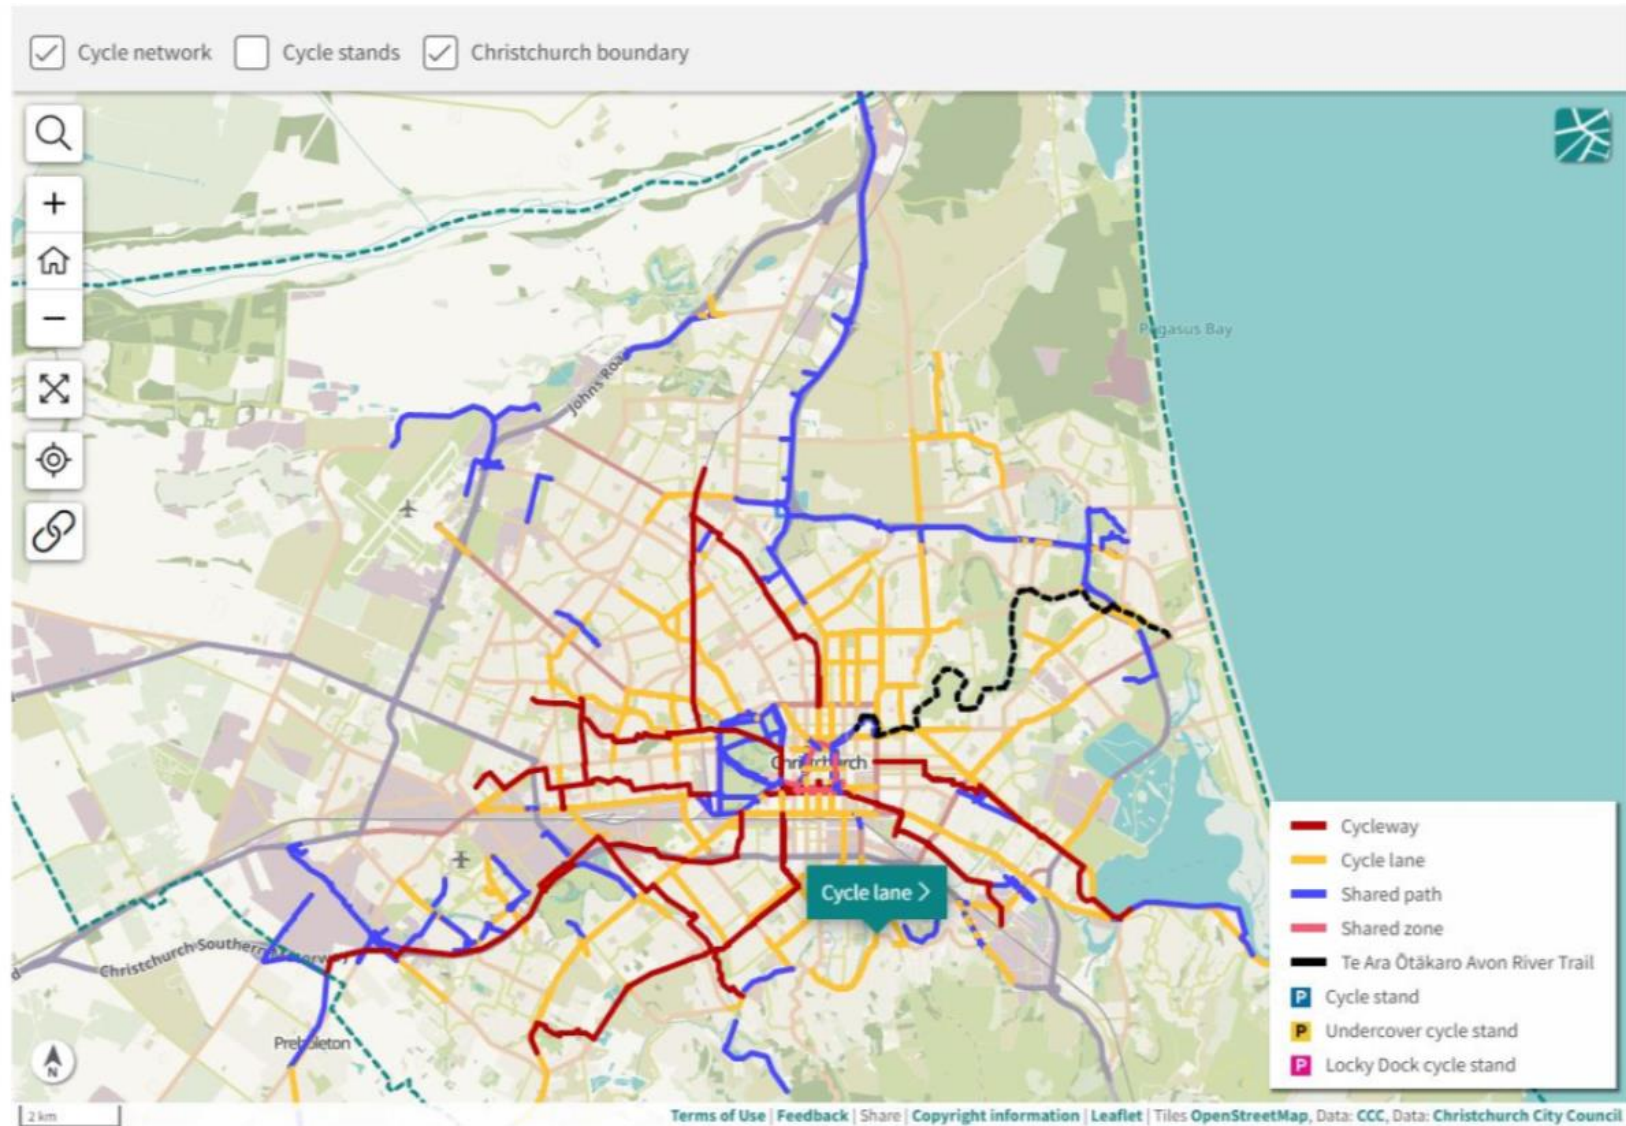 Cycle network Cycle stands Christchurch boundary
+
−
Pegasus Bay
Johns Road
Christchurch
Cycle lane >
Christchurch Southern Motorway
d
Prebbleton
N
Cycleway
Cycle lane
Shared path
Shared zone
Te Ara Ōtākaro Avon River Trail
P Cycle stand
P Undercover cycle stand
P Locky Dock cycle stand
2 km
Terms of Use | Feedback | Share | Copyright information | Leaflet | Tiles OpenStreetMap, Data: CCC, Data: Christchurch City Council